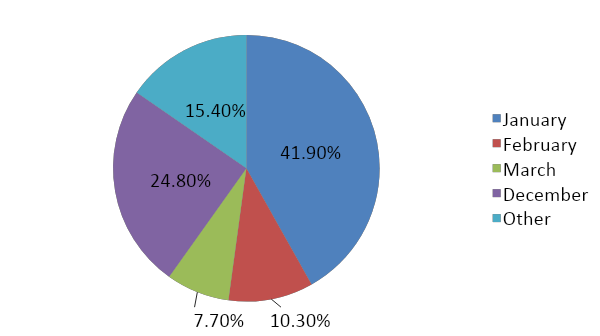 15.40%
41.90%
24.80%
7.70%
10.30%
January
February
March
December
Other